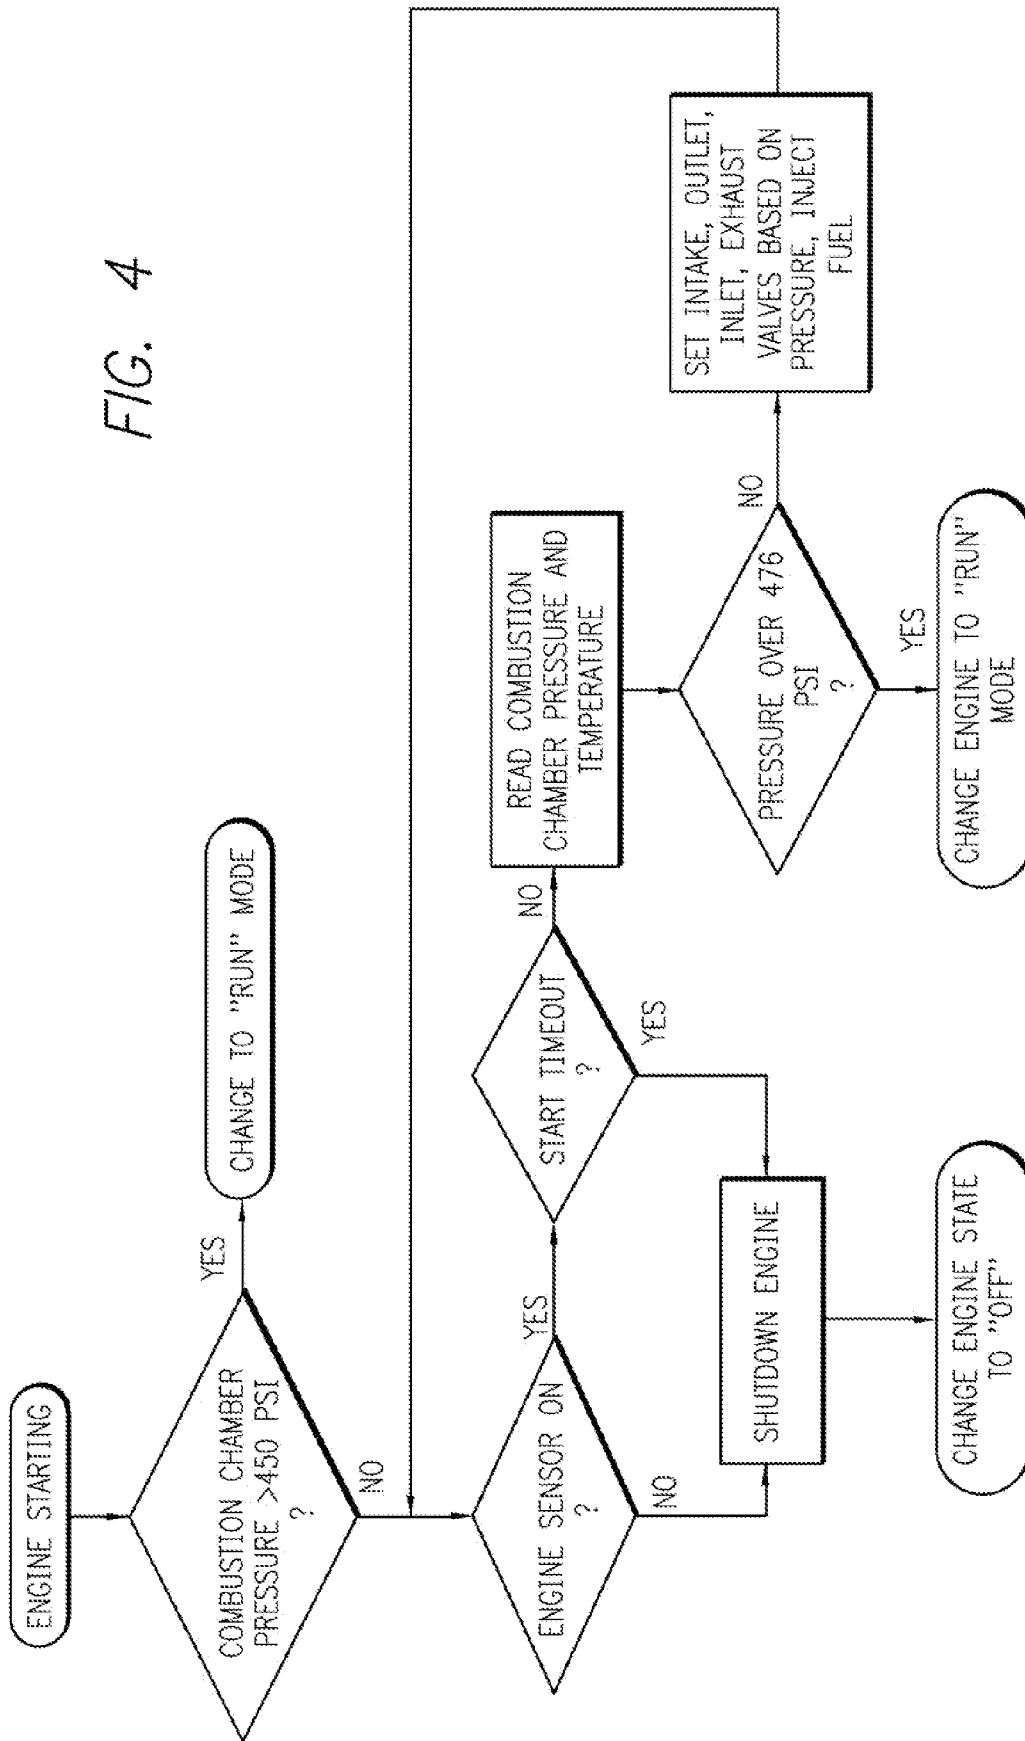 FIG. 4
ENGINE STARTING
COMBUSTION CHAMBER
PRESSURE >450 PSI
?
YES
CHANGE TO "RUN" MODE
NO
ENGINE SENSOR ON
?
YES
NO
START TIMEOUT
?
NO
YES
READ COMBUSTION
CHAMBER PRESSURE AND
TEMPERATURE
SHUTDOWN ENGINE
PRESSURE OVER 476
PSI
?
NO
YES
SET INTAKE, OUTLET,
INLET, EXHAUST
VALVES BASED ON
PRESSURE, INJECT
FUEL
CHANGE ENGINE STATE
TO "OFF"
CHANGE ENGINE TO "RUN"
MODE